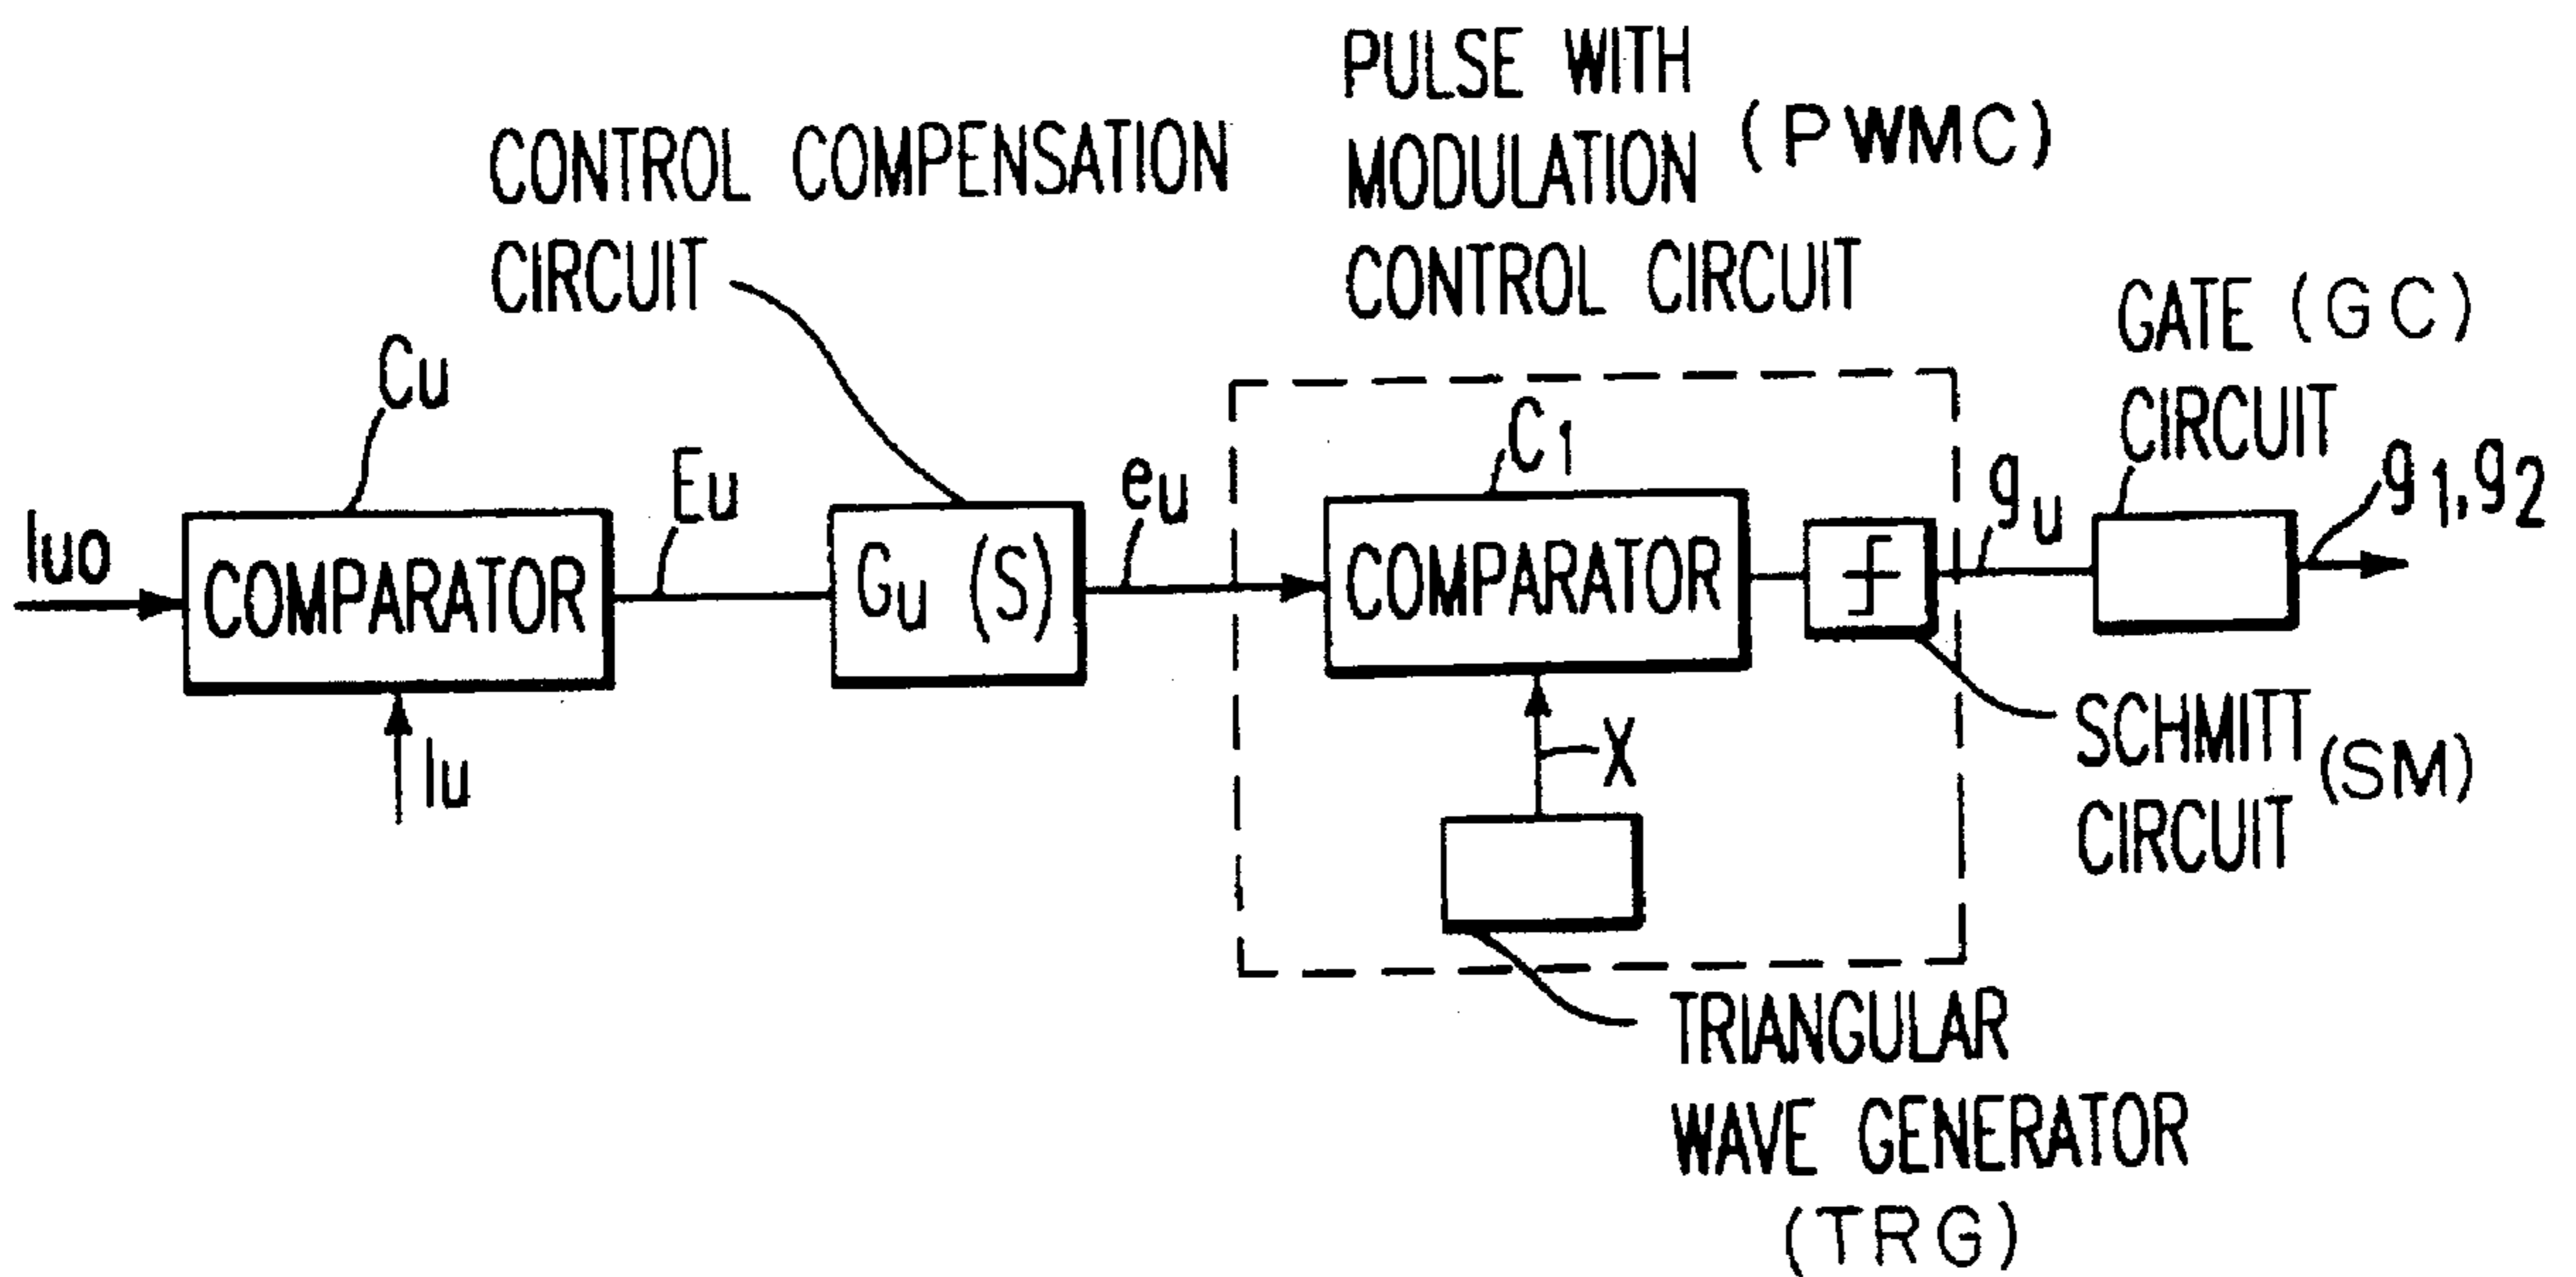 PULSE WITH
MODULATION (PWMC)
CONTROL CIRCUIT
CONTROL COMPENSATION
CIRCUIT
GATE (GC)
CIRCUIT
Cu
Eu
eu
C1
gu
g1,g2
Iuo
COMPARATOR
Gu (S)
COMPARATOR
Iu
X
SCHMITT (SM)
CIRCUIT
TRIANGULAR
WAVE GENERATOR
(TRG)